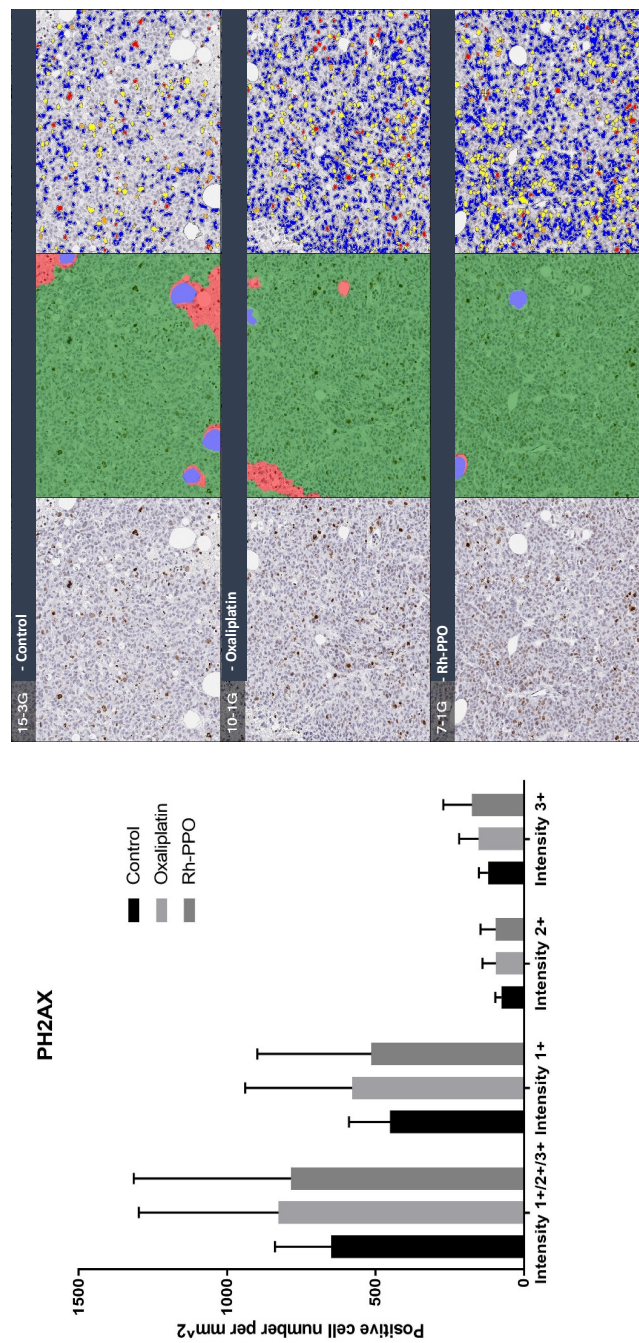 PH2AX
Positive cell number per mm^2
1500
1000
500
0
Control
Oxaliplatin
Rh-PPO
Intensity 1+/2+/3+
Intensity 1+
Intensity 2+
Intensity 3+
15-3G - Control
10-1G - Oxaliplatin
7-1G - Rh-PPO